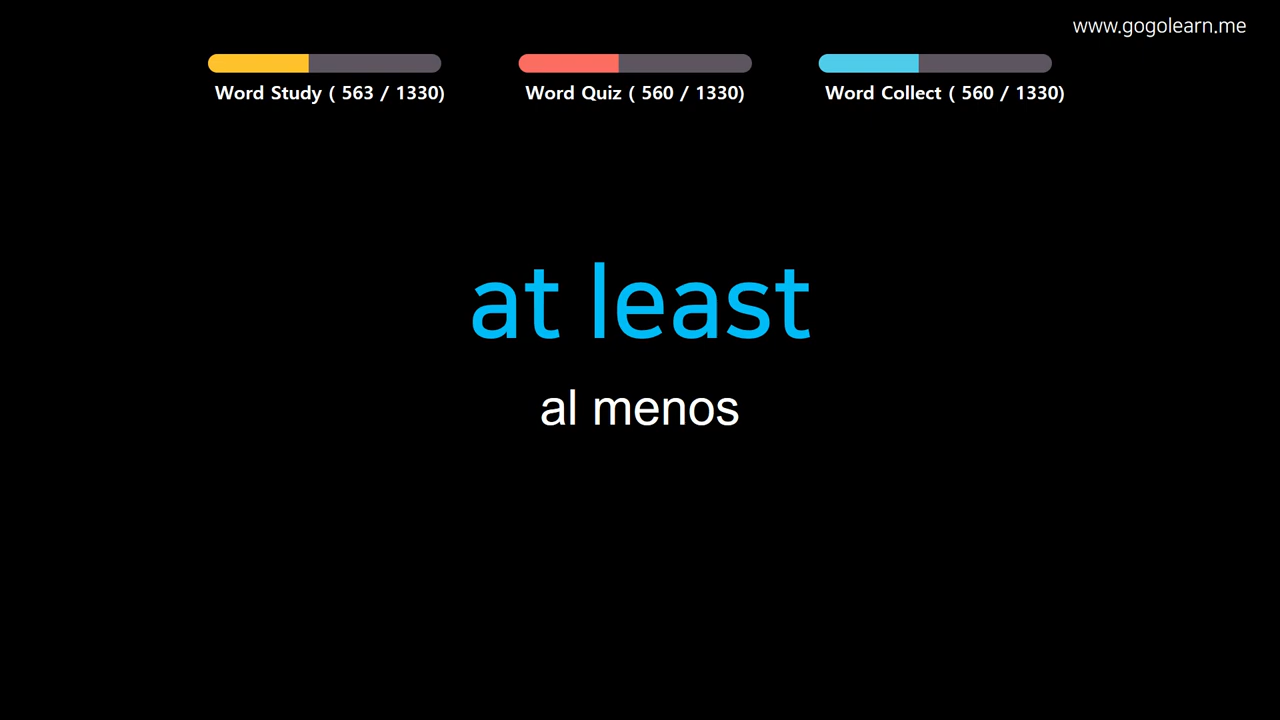 www.gogolearn.me
Word Study ( 563 / 1330)
Word Quiz ( 560 / 1330)
Word Collect ( 560 / 1330)
at least
al menos